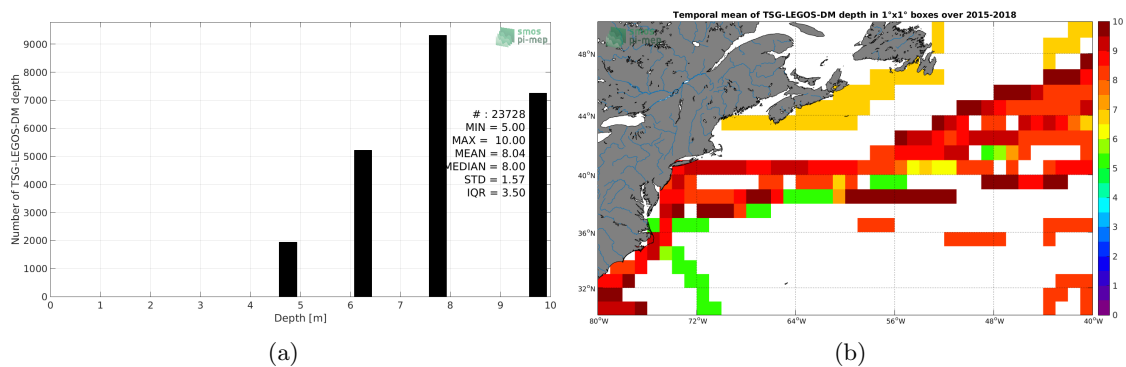 smos
pi-mep
9000
8000
7000
6000
5000
4000
3000
2000
1000
0
Number of TSG-LEGOS-DM depth
# : 23728
MIN = 5.00
MAX = 10.00
MEAN = 8.04
MEDIAN = 8.00
STD = 1.57
IQR = 3.50
0 1 2 3 4 5 6 7 8 9 10
Depth [m]
(a)
Temporal mean of TSG-LEGOS-DM depth in 1°x1° boxes over 2015-2018
smos
pi-mep
48°N
44°N
40°N
36°N
32°N
80°W 72°W 64°W 56°W 48°W 40°W
10
9
8
7
6
5
4
3
2
1
0
(b)